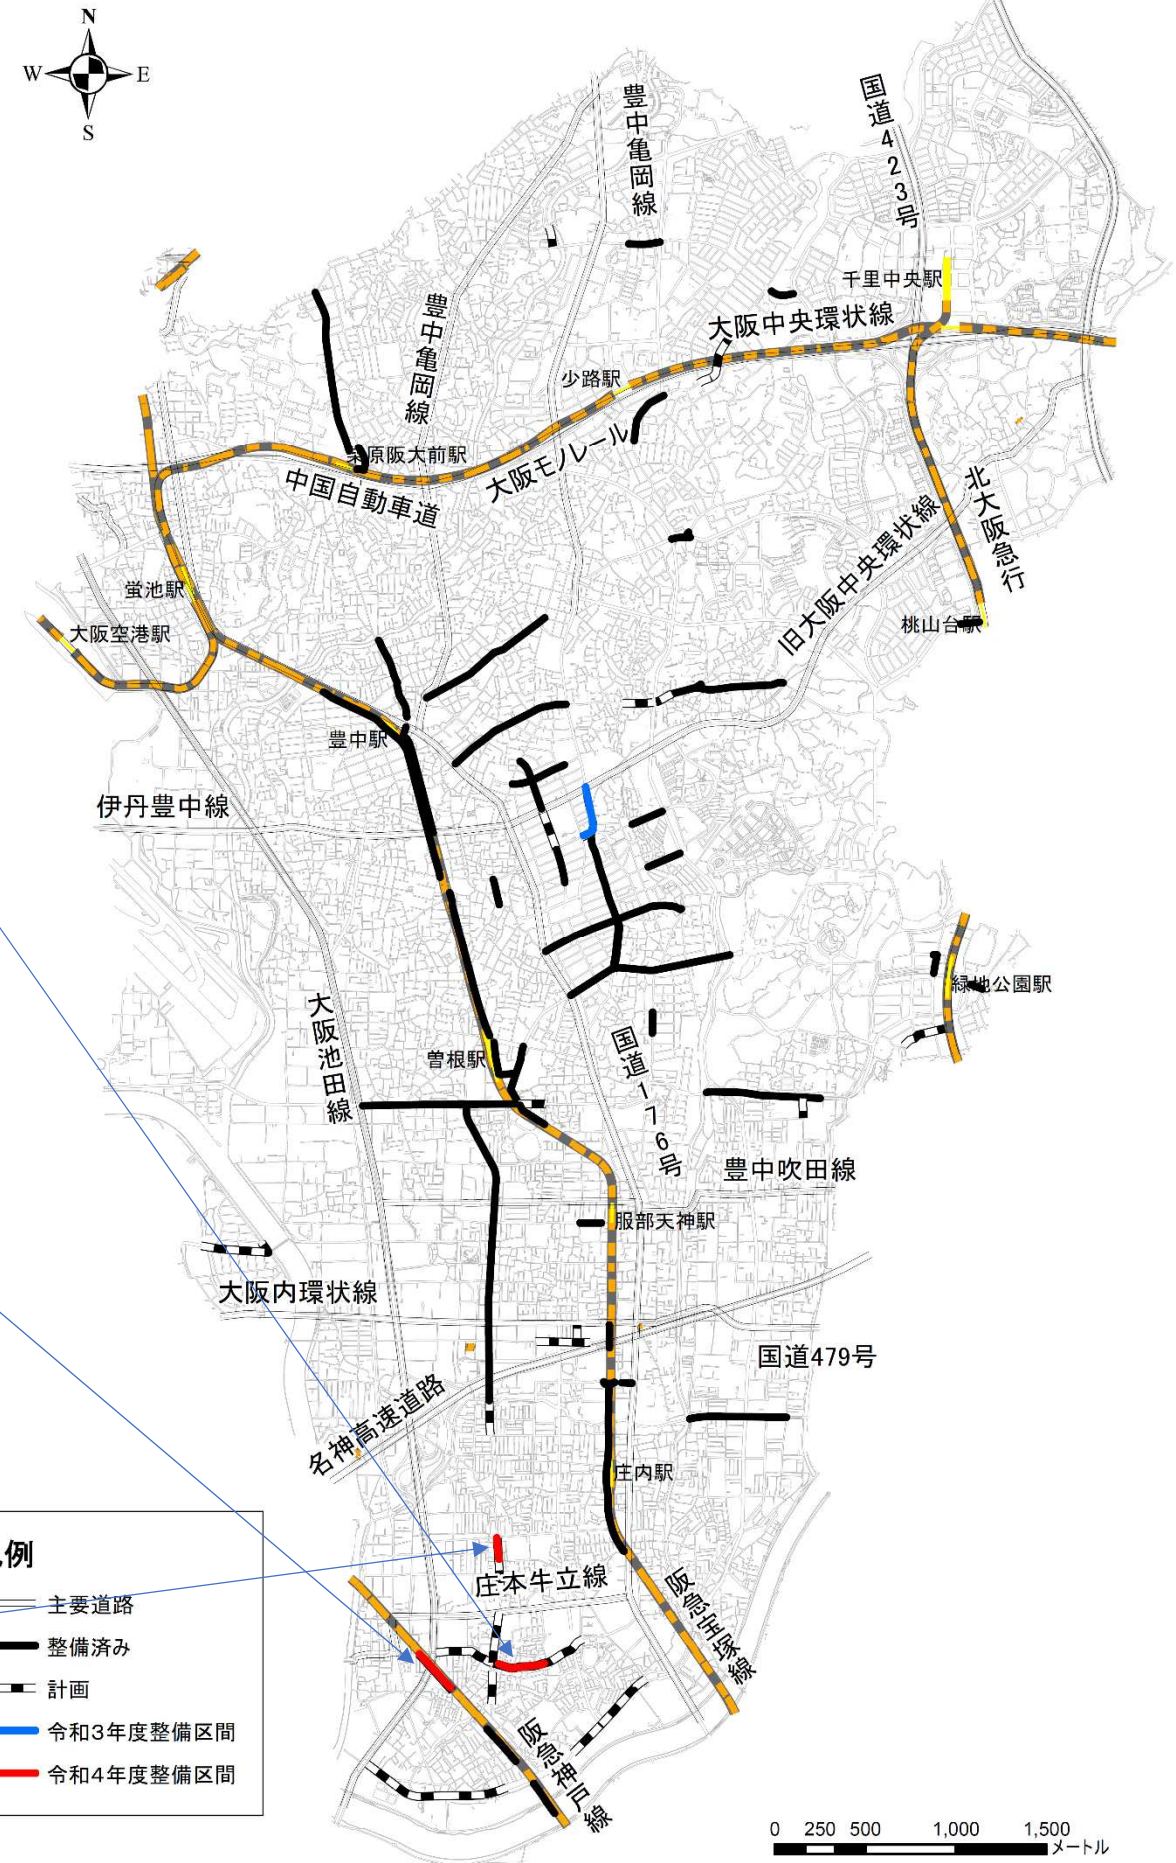 N
W
E
S
豊中亀岡線
国道423号
千里中央駅
大阪中央環状線
豊中亀岡線
少路駅
柴原阪大前駅
大阪モノレール
中国自動車道
北大阪急行
旧大阪中央環状線
蛍池駅
大阪空港駅
桃山台駅
豊中駅
伊丹豊中線
緑地公園駅
大阪池田線
曽根駅
国道176号
豊中吹田線
服部天神駅
大阪内環状線
国道479号
名神高速道路
庄内駅
庄本牛立線
阪急宝塚線
阪急神戸線
例
主要道路
整備済み
計画
令和3年度整備区間
令和4年度整備区間
0 250 500 1,000 1,500
メートル